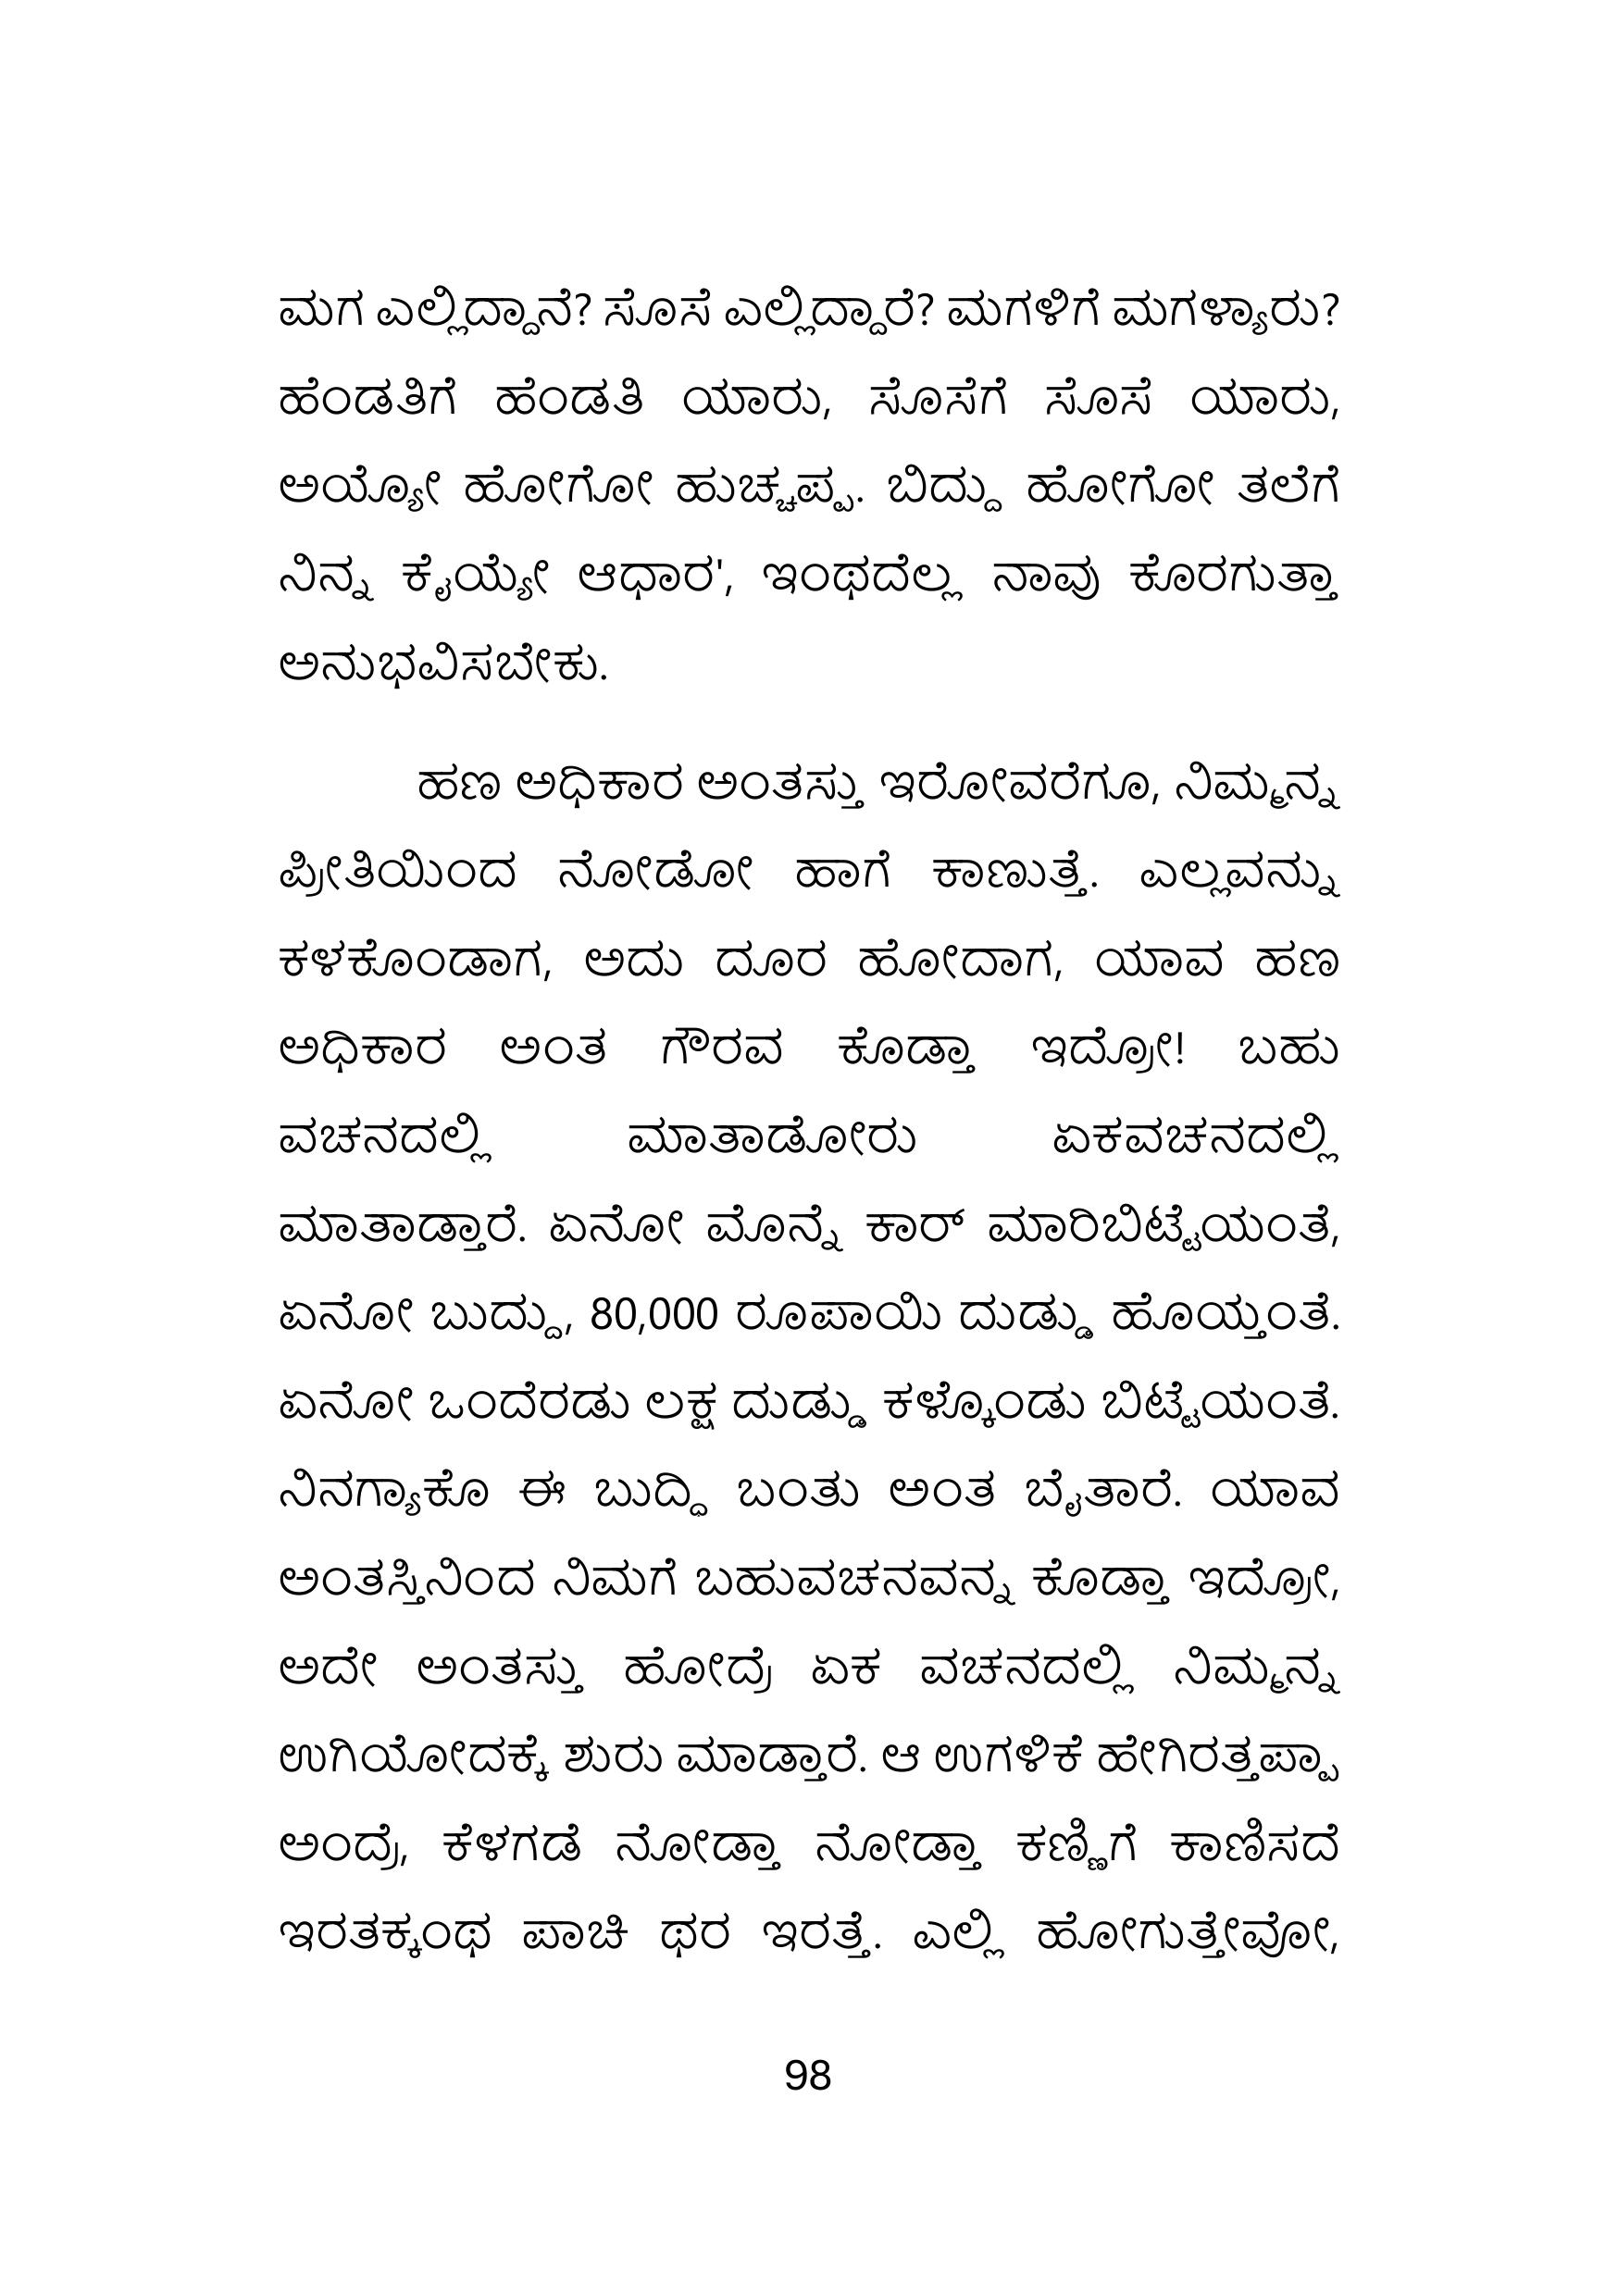 ಮಗ ಎಲ್ಲಿದ್ದಾನೆ? ಸೊಸೆ ಎಲ್ಲಿದ್ದಾರೆ? ಮಗಳಿಗೆ ಮಗಳ್ಯಾರು?
ಹೆಂಡತಿಗೆ ಹೆಂಡತಿ ಯಾರು, ಸೊಸೆಗೆ ಸೊಸೆ ಯಾರು,
ಅಯ್ಯೋ ಹೋಗೋ ಹುಚ್ಚಪ್ಪ. ಬಿದ್ದು ಹೋಗೋ ತಲೆಗೆ
ನಿನ್ನ ಕೈಯ್ಯೇ ಆಧಾರ', ಇಂಥದೆಲ್ಲ ನಾವು ಕೊರಗುತ್ತಾ
ಅನುಭವಿಸಬೇಕು.
ಹಣ ಅಧಿಕಾರ ಅಂತಸ್ತು ಇರೋವರೆಗೂ, ನಿಮ್ಮನ್ನ
ಪ್ರೀತಿಯಿಂದ ನೋಡೋ ಹಾಗೆ ಕಾಣುತ್ತೆ. ಎಲ್ಲವನ್ನು
ಕಳಕೊಂಡಾಗ, ಅದು ದೂರ ಹೋದಾಗ, ಯಾವ ಹಣ
ಅಧಿಕಾರ ಅಂತ ಗೌರವ ಕೊಡ್ತಾ ಇದ್ರೋ! ಬಹು
ವಚನದಲ್ಲಿ ಮಾತಾಡೋರು ಏಕವಚನದಲ್ಲಿ
ಮಾತಾಡ್ತಾರೆ. ಏನೋ ಮೊನ್ನೆ ಕಾರ್ ಮಾರಿಬಿಟ್ಟೆಯಂತೆ,
ಏನೋ ಬುದ್ದು, 80,000 ರೂಪಾಯಿ ದುಡ್ಡು ಹೊಯ್ತಂತೆ.
ಏನೋ ಒಂದೆರಡು ಲಕ್ಷ ದುಡ್ಡು ಕಳ್ಕೊಂಡು ಬಿಟ್ಟೆಯಂತೆ.
ನಿನಗ್ಯಾಕೊ ಈ ಬುದ್ಧಿ ಬಂತು ಅಂತ ಬೈತಾರೆ. ಯಾವ
ಅಂತಸ್ತಿನಿಂದ ನಿಮಗೆ ಬಹುವಚನವನ್ನ ಕೊಡ್ತಾ ಇದ್ರೋ,
ಅದೇ ಅಂತಸ್ತು ಹೋದ್ರೆ ಏಕ ವಚನದಲ್ಲಿ ನಿಮ್ಮನ್ನ
ಉಗಿಯೋದಕ್ಕೆ ಶುರು ಮಾಡ್ತಾರೆ. ಆ ಉಗಳಿಕೆ ಹೇಗಿರತ್ತಪ್ಪಾ
ಅಂದ್ರೆ, ಕೆಳಗಡೆ ನೋಡ್ತಾ ನೋಡ್ತಾ ಕಣ್ಣಿಗೆ ಕಾಣಿಸದೆ
ಇರತಕ್ಕಂಥ ಪಾಚಿ ಥರ ಇರತ್ತೆ. ಎಲ್ಲಿ ಹೋಗುತ್ತೇವೋ,
98